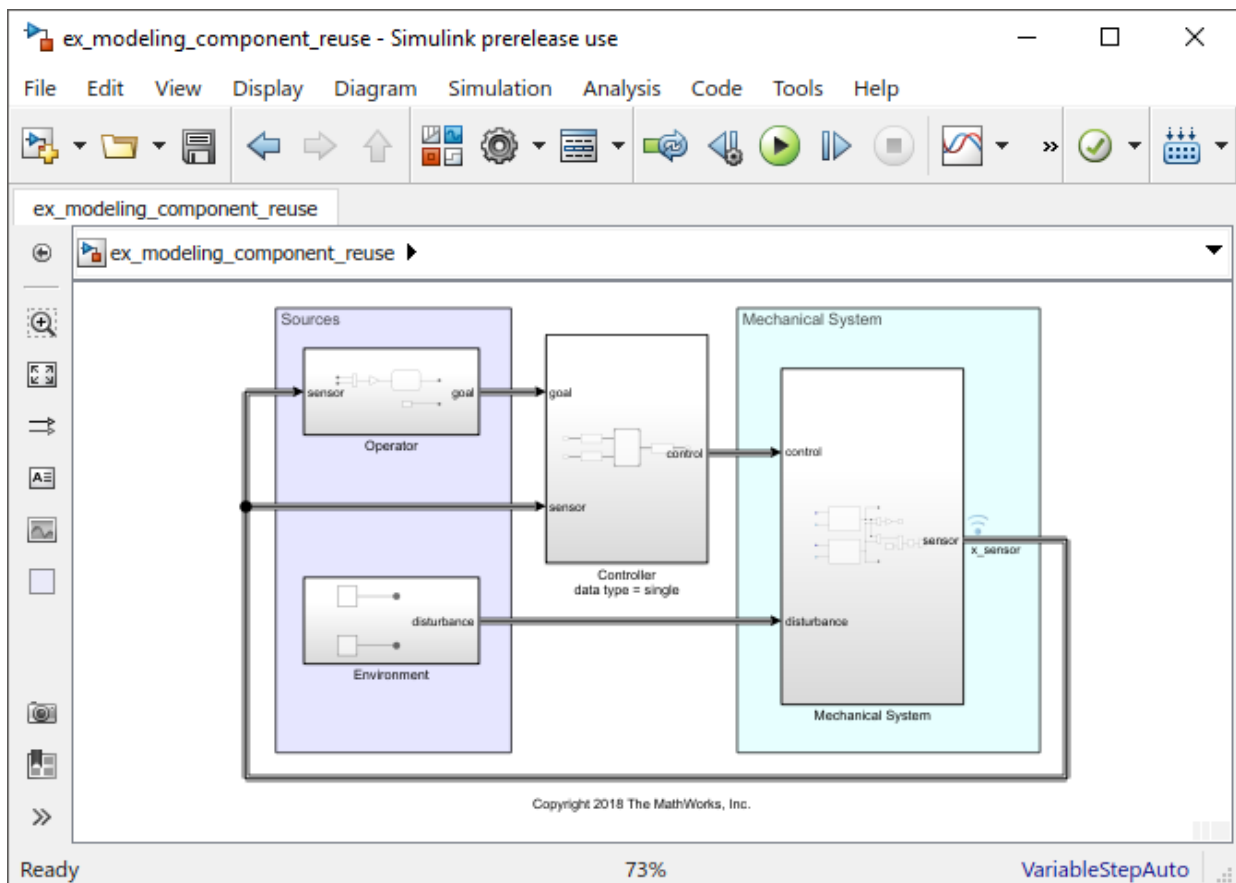 ex_modeling_component_reuse - Simulink prerelease use
File Edit View Display Diagram Simulation Analysis Code Tools Help
ex_modeling_component_reuse
ex_modeling_component_reuse
Sources
sensor
goal
Operator
disturbance
Environment
goal
control
sensor
Controller
data type = single
Mechanical System
control
sensor
disturbance
Mechanical System
x_sensor
Copyright 2018 The MathWorks, Inc.
Ready 73% VariableStepAuto